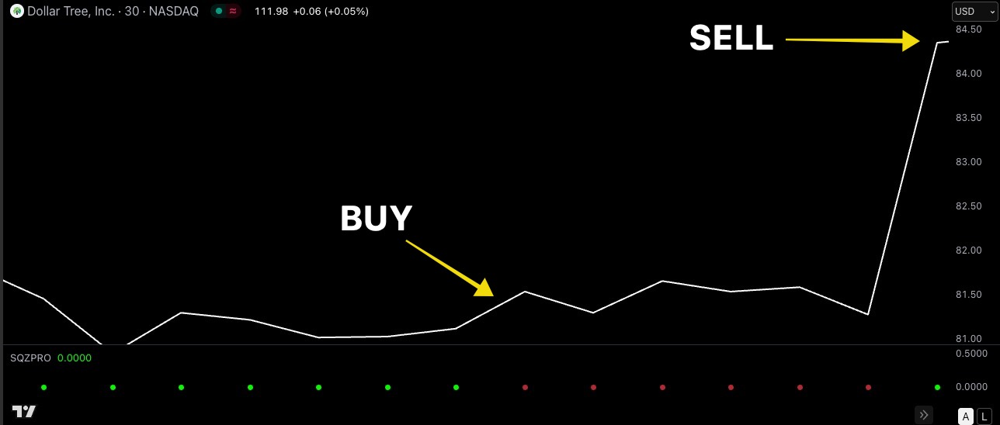 Dollar Tree, Inc. · 30 · NASDAQ 111.98 +0.06 (+0.05%) USD
84.50
SELL
84.00
83.50
83.00
BUY
82.50
82.00
81.50
81.00
SQZPRO 0.0000
0.5000
0.0000
A L